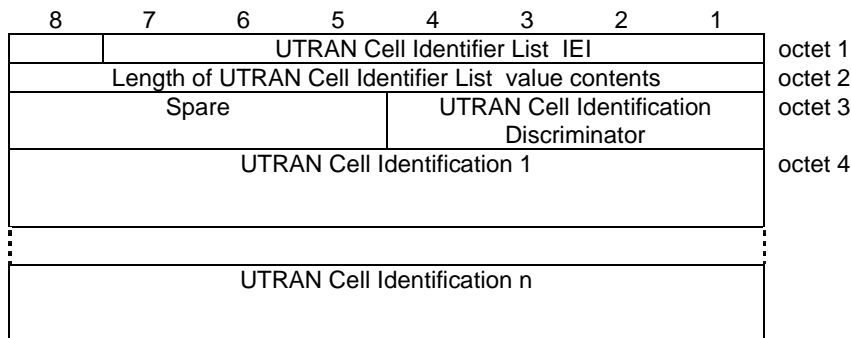 8 7 6 5 4 3 2 1
UTRAN Cell Identifier List IEI octet 1
Length of UTRAN Cell Identifier List value contents octet 2
Spare UTRAN Cell Identification octet 3
Discriminator
UTRAN Cell Identification 1 octet 4
UTRAN Cell Identification n